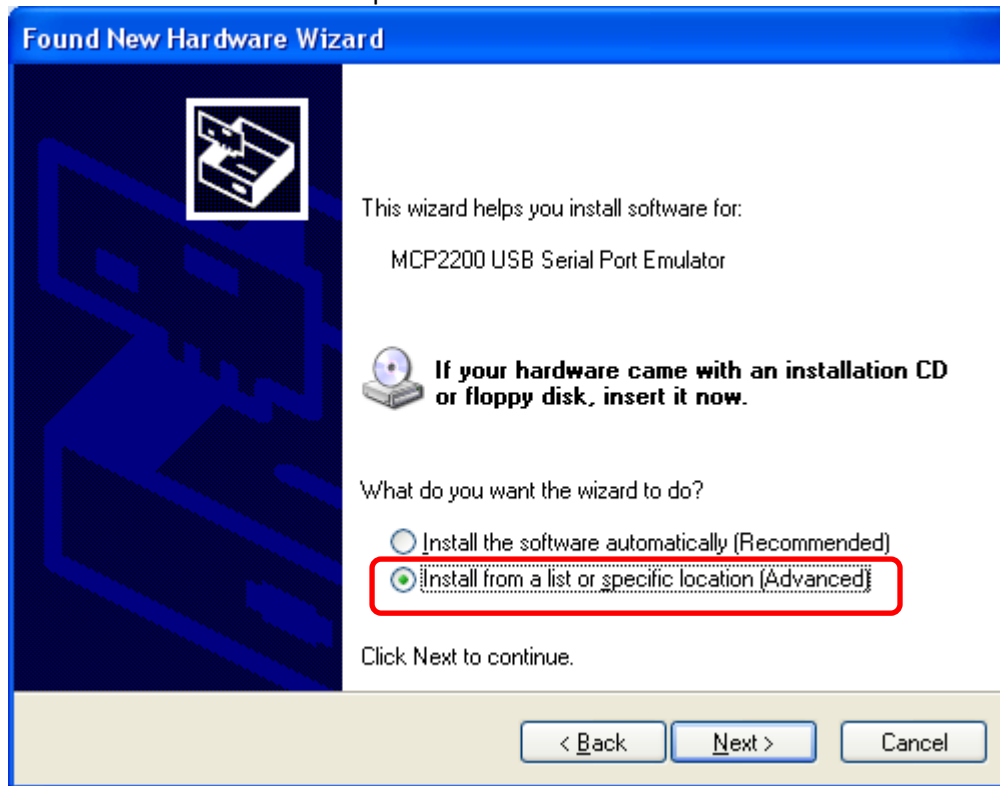 Found New Hardware Wizard
This wizard helps you install software for:
MCP2200 USB Serial Port Emulator
If your hardware came with an installation CD
or floppy disk, insert it now.
What do you want the wizard to do?
Install the software automatically (Recommended)
Install from a list or specific location (Advanced)
Click Next to continue.
< Back Next > Cancel